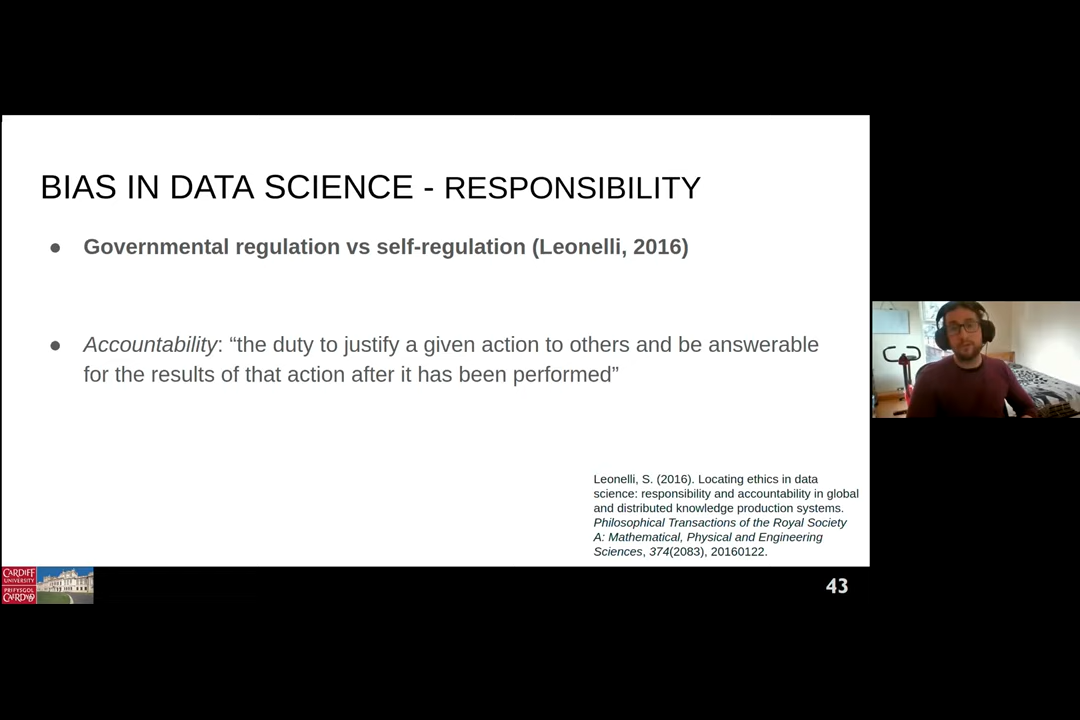 BIAS IN DATA SCIENCE - RESPONSIBILITY
● Governmental regulation vs self-regulation (Leonelli, 2016)
● Accountability: “the duty to justify a given action to others and be answerable
for the results of that action after it has been performed”
Leonelli, S. (2016). Locating ethics in data
science: responsibility and accountability in global
and distributed knowledge production systems.
Philosophical Transactions of the Royal Society
A: Mathematical, Physical and Engineering
Sciences, 374(2083), 20160122.
CARDIFF
UNIVERSITY
PRIFYSGOL
CAERDYDD
43